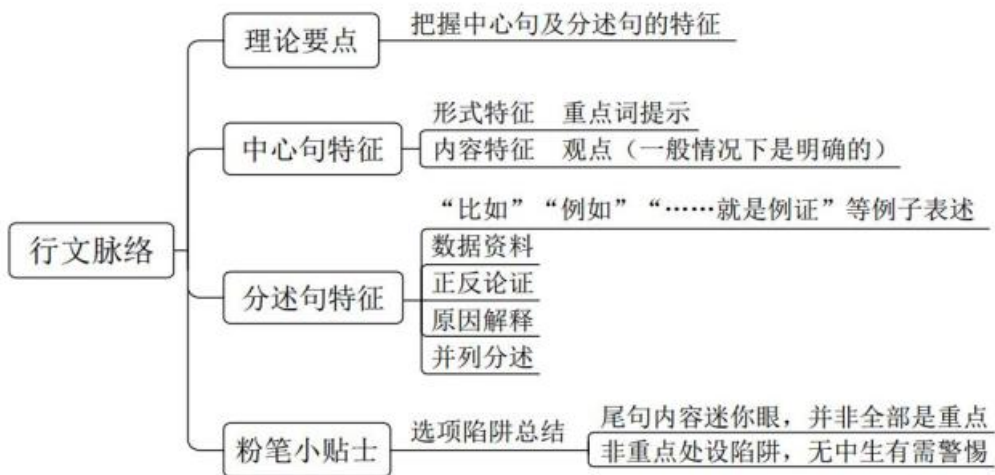 行文脉络
理论要点
把握中心句及分述句的特征
中心句特征
形式特征 重点词提示
内容特征 观点（一般情况下是明确的）
分述句特征
“比如”“例如”“……就是例证”等例子表述
数据资料
正反论证
原因解释
并列分述
粉笔小贴士
选项陷阱总结
尾句内容迷你眼，并非全部是重点
非重点处设陷阱，无中生有需警惕